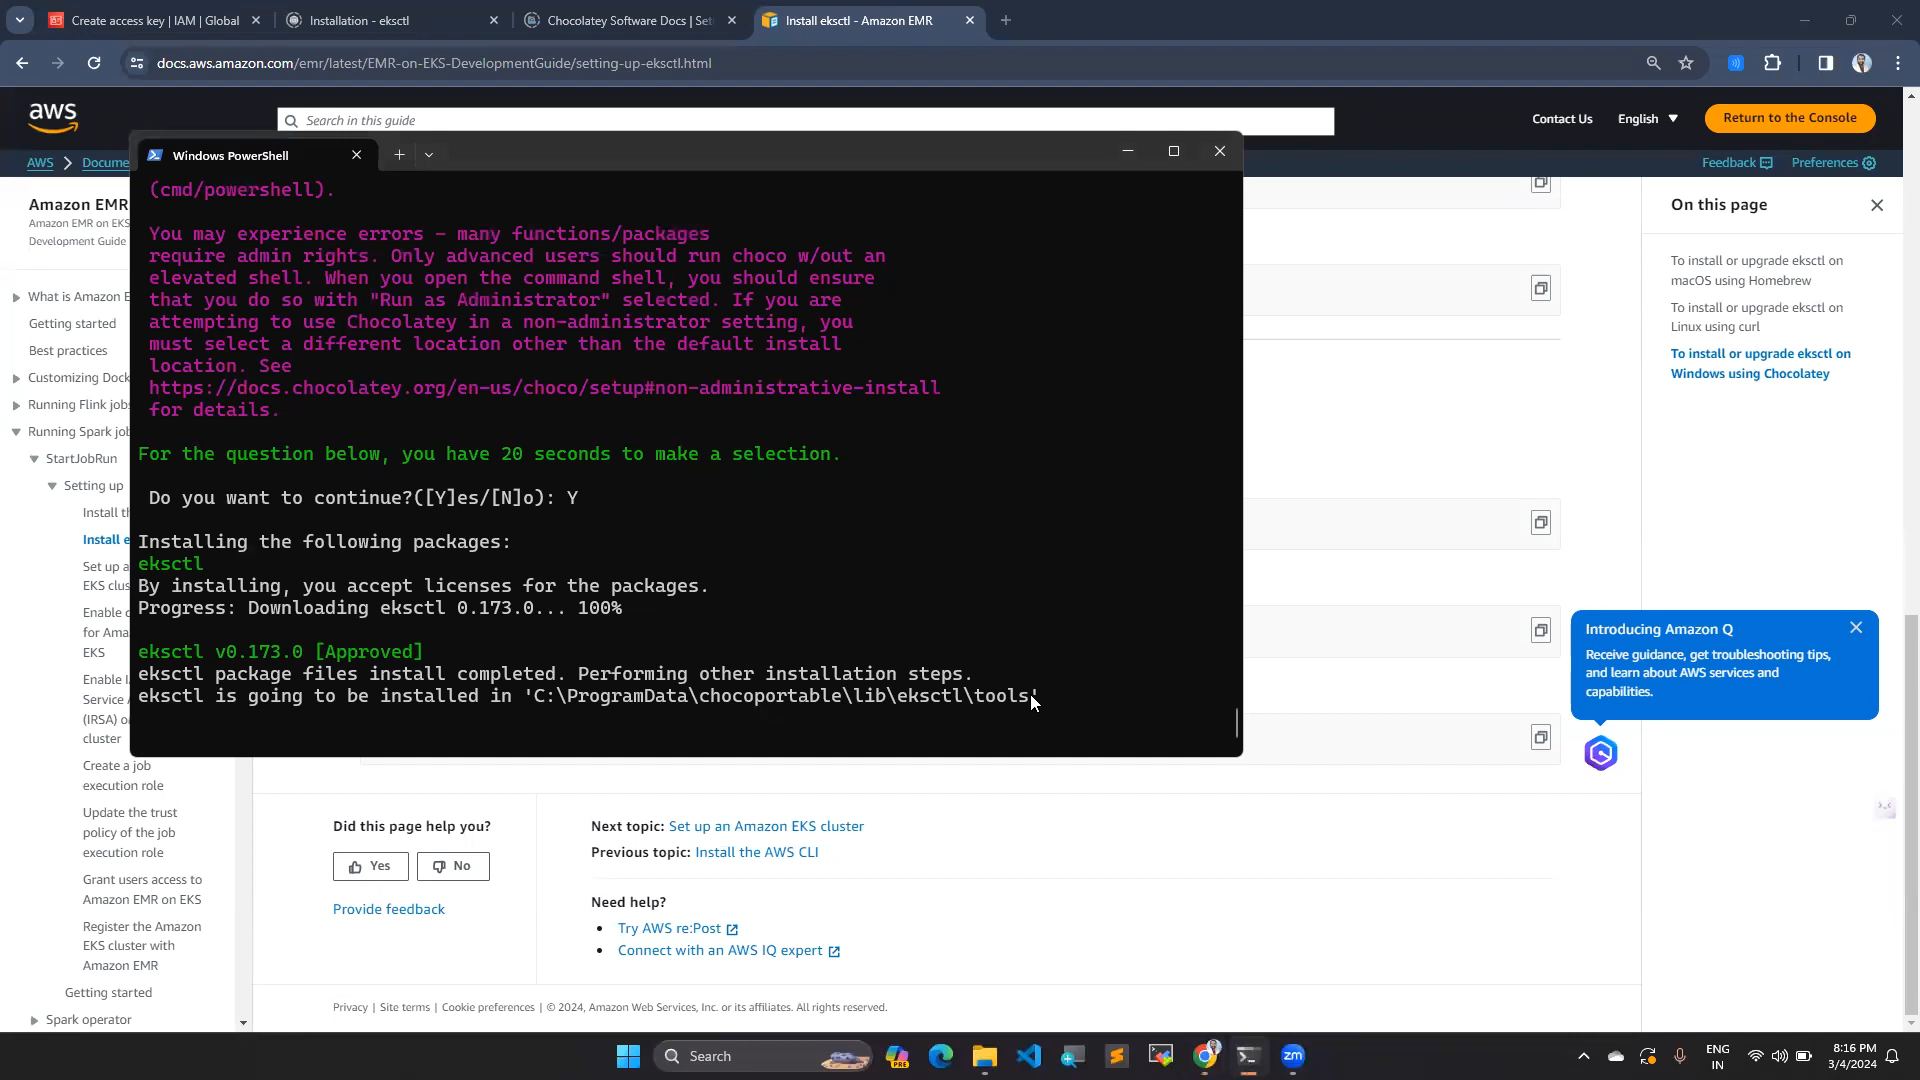 Create access key | IAM | Global
Installation - eksctl
Chocolatey Software Docs | Set
Install eksctl - Amazon EMR
docs.aws.amazon.com/emr/latest/EMR-on-EKS-DevelopmentGuide/setting-up-eksctl.html
aws
Search in this guide
Contact Us
English
Return to the Console
AWS
Docume
Feedback
Preferences
Windows PowerShell
(cmd/powershell).
You may experience errors - many functions/packages
require admin rights. Only advanced users should run choco w/out an
elevated shell. When you open the command shell, you should ensure
that you do so with "Run as Administrator" selected. If you are
attempting to use Chocolatey in a non-administrator setting, you
must select a different location other than the default install
location. See
https://docs.chocolatey.org/en-us/choco/setup#non-administrative-install
for details.
For the question below, you have 20 seconds to make a selection.
Do you want to continue?([Y]es/[N]o): Y
Installing the following packages:
eksctl
By installing, you accept licenses for the packages.
Progress: Downloading eksctl 0.173.0... 100%
eksctl v0.173.0 [Approved]
eksctl package files install completed. Performing other installation steps.
eksctl is going to be installed in 'C:\ProgramData\chocoportable\lib\eksctl\tools'
Amazon EMR
Amazon EMR on EKS
Development Guide
What is Amazon E
Getting started
Best practices
Customizing Dock
Running Flink jobs
Running Spark job
StartJobRun
Setting up
Install th
Install e
Set up a
EKS clus
Enable c
for Ama
EKS
Enable I
Service A
(IRSA) o
cluster
Create a job
execution role
Update the trust
policy of the job
execution role
Grant users access to
Amazon EMR on EKS
Register the Amazon
EKS cluster with
Amazon EMR
Getting started
Spark operator
On this page
To install or upgrade eksctl on
macOS using Homebrew
To install or upgrade eksctl on
Linux using curl
To install or upgrade eksctl on
Windows using Chocolatey
Introducing Amazon Q
Receive guidance, get troubleshooting tips,
and learn about AWS services and
capabilities.
Did this page help you?
Yes
No
Provide feedback
Next topic: Set up an Amazon EKS cluster
Previous topic: Install the AWS CLI
Need help?
• Try AWS re:Post
• Connect with an AWS IQ expert
Privacy | Site terms | Cookie preferences | © 2024, Amazon Web Services, Inc. or its affiliates. All rights reserved.
Search
PRE
zm
ENG
IN
8:16 PM
3/4/2024